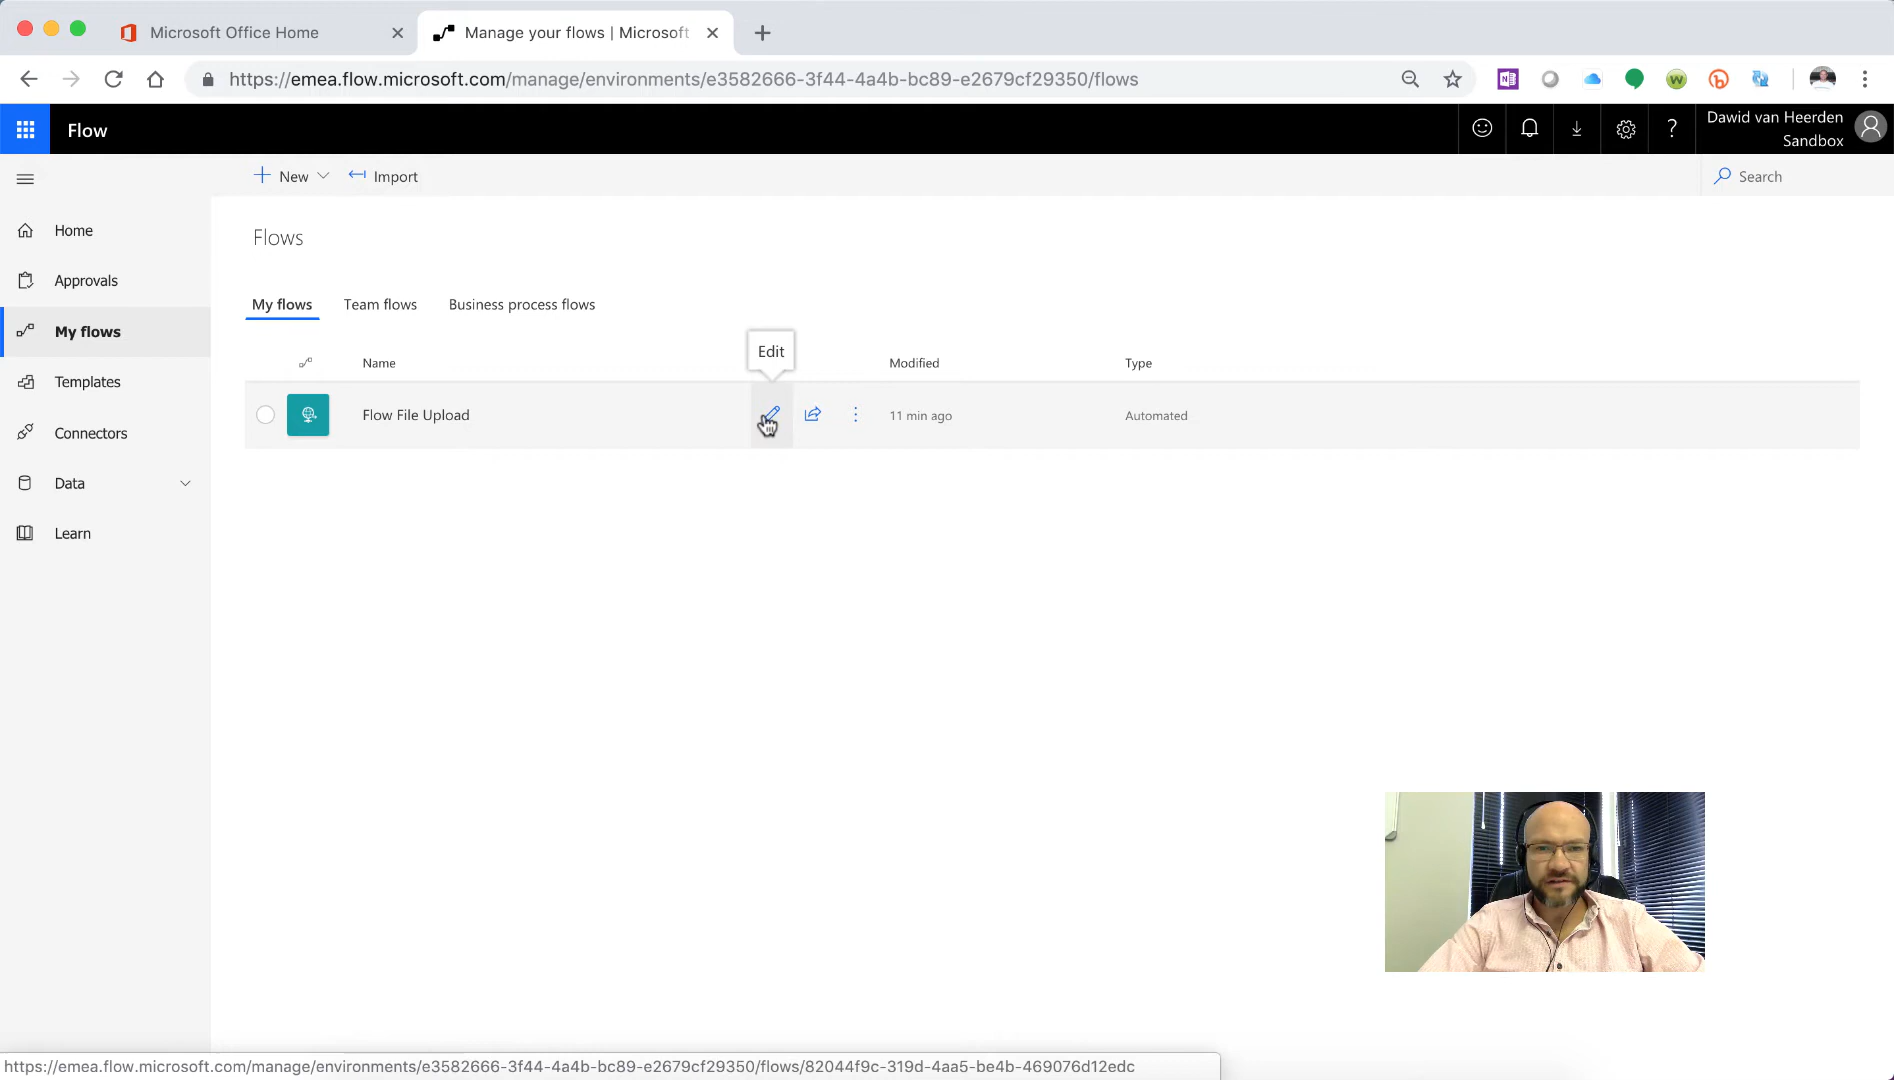 Microsoft Office Home
Manage your flows | Microsoft
https://emea.flow.microsoft.com/manage/environments/e3582666-3f44-4a4b-bc89-e2679cf29350/flows
Flow
Dawid van Heerden
Sandbox
New
Import
Search
Home
Approvals
My flows
Templates
Connectors
Data
Learn
Flows
My flows Team flows Business process flows
Edit
Name Modified Type
Flow File Upload 11 min ago Automated
https://emea.flow.microsoft.com/manage/environments/e3582666-3f44-4a4b-bc89-e2679cf29350/flows/82044f9c-319d-4aa5-be4b-469076d12edc